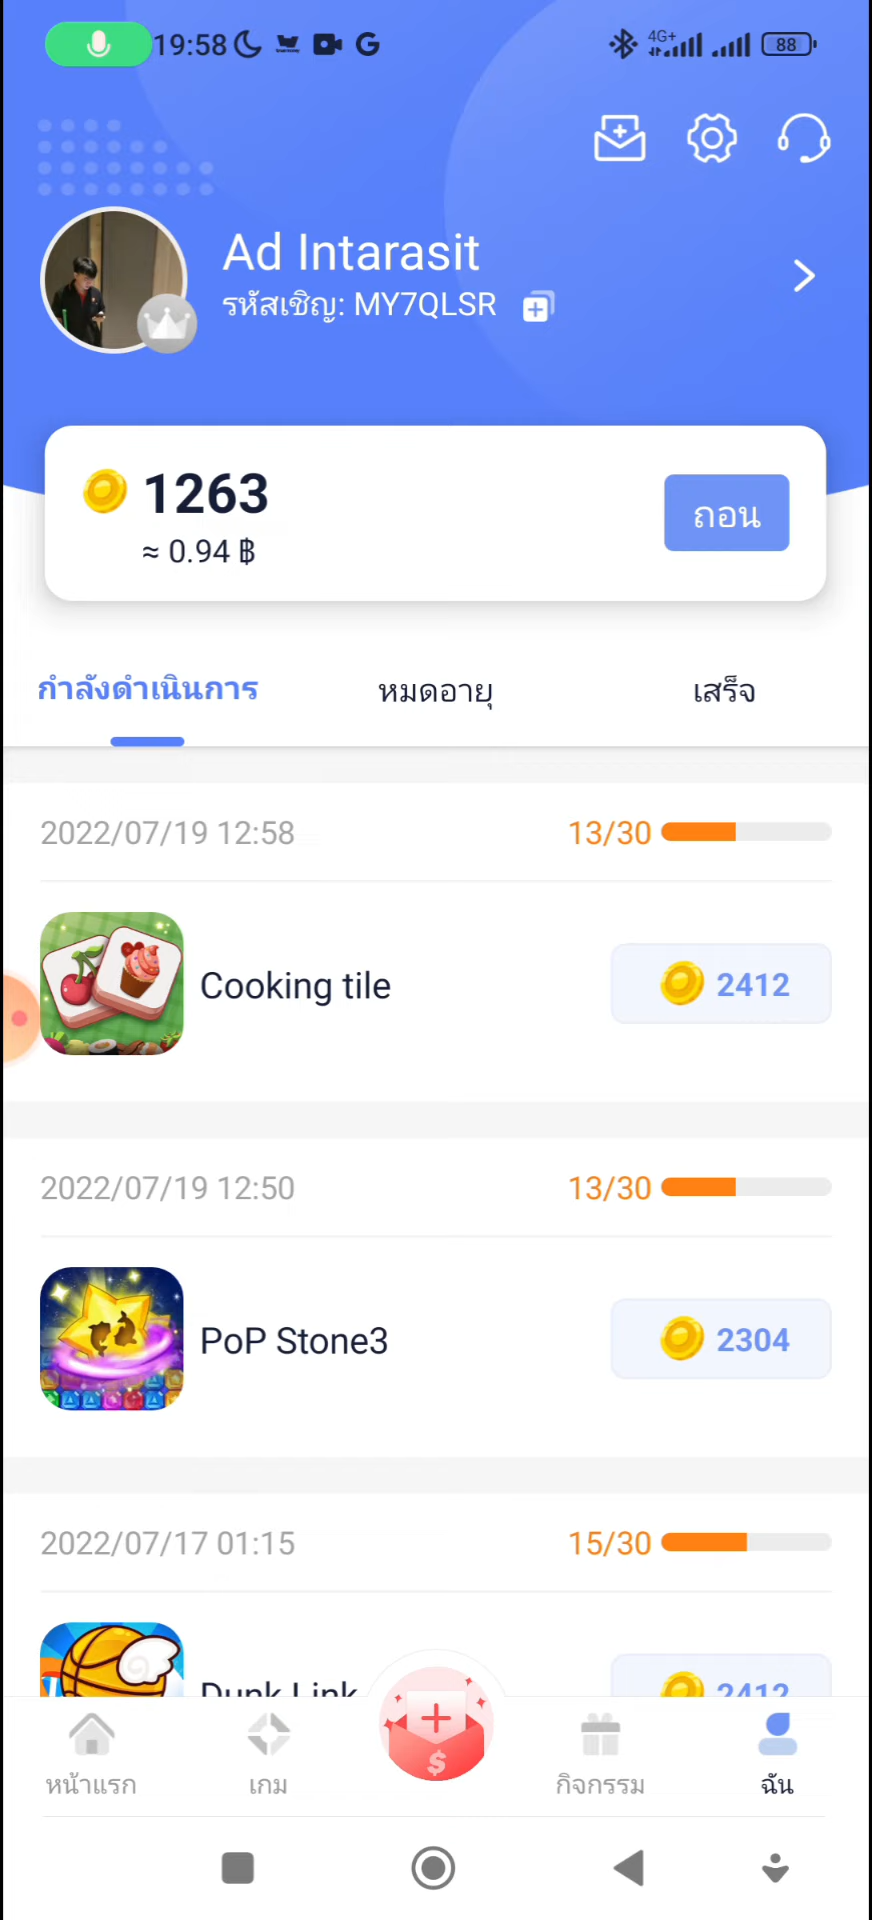 19:58
4G+
88
Ad Intarasit
รหัสเชิญ: MY7QLSR
1263
≈ 0.94 ฿
ถอน
กำลังดำเนินการ
หมดอายุ
เสร็จ
2022/07/19 12:58
13/30
Cooking tile
2412
2022/07/19 12:50
13/30
PoP Stone3
2304
2022/07/17 01:15
15/30
Dunk Link
2412
หน้าแรก
เกม
กิจกรรม
ฉัน